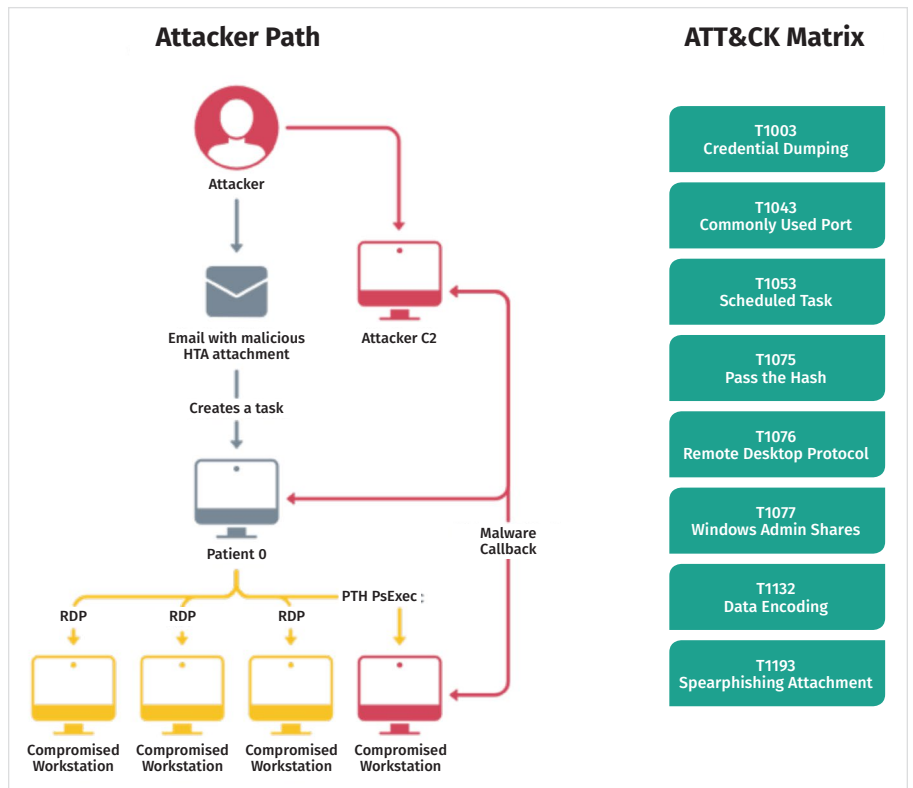 Attacker Path
Attacker
Email with malicious
HTA attachment
Creates a task
Patient 0
Attacker C2
Malware
Callback
RDP
RDP
RDP
PTH PsExec :
Compromised
Workstation
Compromised
Workstation
Compromised
Workstation
Compromised
Workstation
ATT&CK Matrix
T1003
Credential Dumping
T1043
Commonly Used Port
T1053
Scheduled Task
T1075
Pass the Hash
T1076
Remote Desktop Protocol
T1077
Windows Admin Shares
T1132
Data Encoding
T1193
Spearphishing Attachment